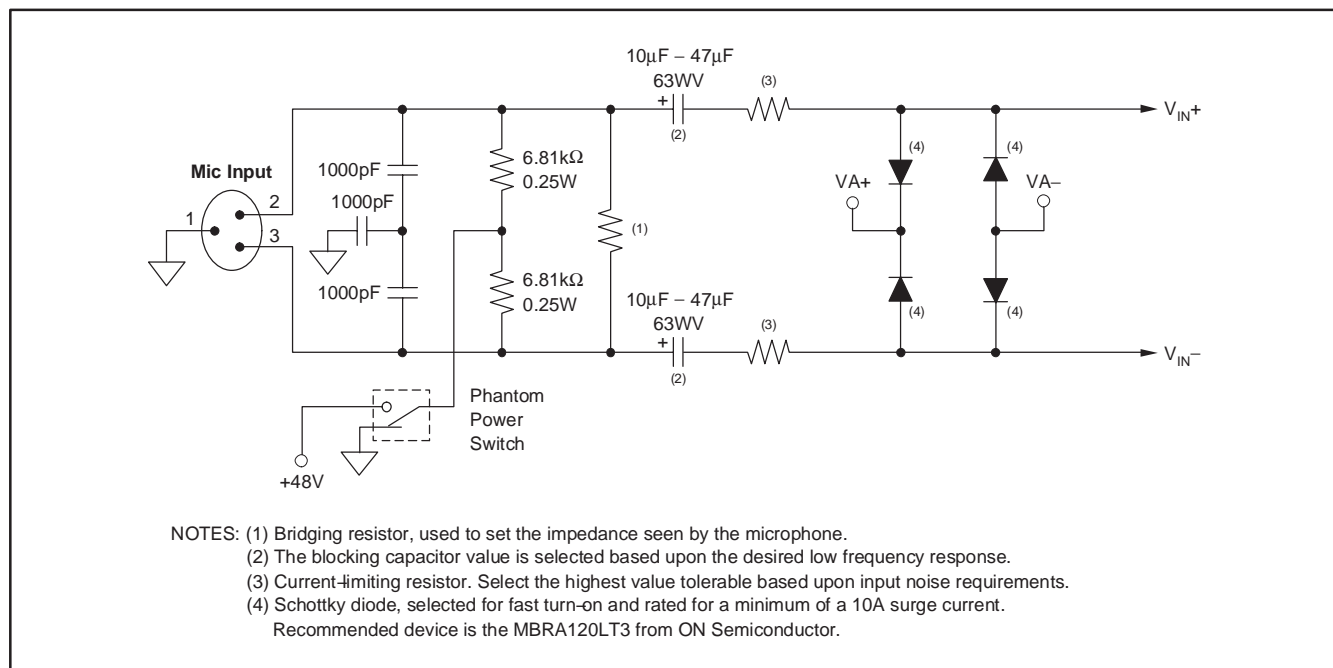 10µF – 47µF
63WV
(3)
+
(2)
V_IN+
6.81kΩ
0.25W
(4)
(4)
1000pF
Mic Input
VA+
VA–
2
1000pF
1
3
(1)
6.81kΩ
0.25W
1000pF
10µF – 47µF
63WV
(4)
(4)
(3)
+
(2)
V_IN–
Phantom
Power
Switch
+48V
NOTES: (1) Bridging resistor, used to set the impedance seen by the microphone.
(2) The blocking capacitor value is selected based upon the desired low frequency response.
(3) Current-limiting resistor. Select the highest value tolerable based upon input noise requirements.
(4) Schottky diode, selected for fast turn-on and rated for a minimum of a 10A surge current.
Recommended device is the MBRA120LT3 from ON Semiconductor.